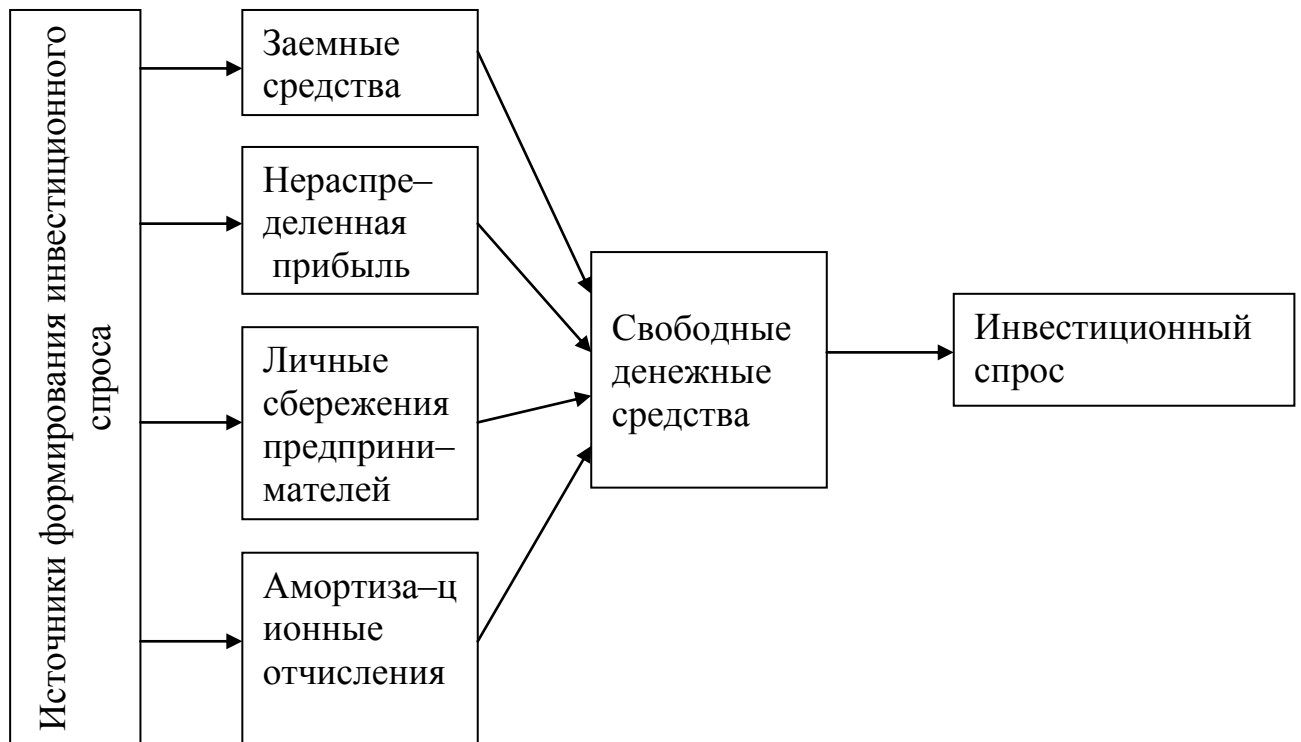 Источники формирования инвестиционного
спроса
Заемные
средства
Нераспре–
деленная
прибыль
Личные
сбережения
предприни–
мателей
Амортиза–ц
ионные
отчисления
Свободные
денежные
средства
Инвестиционный
спрос